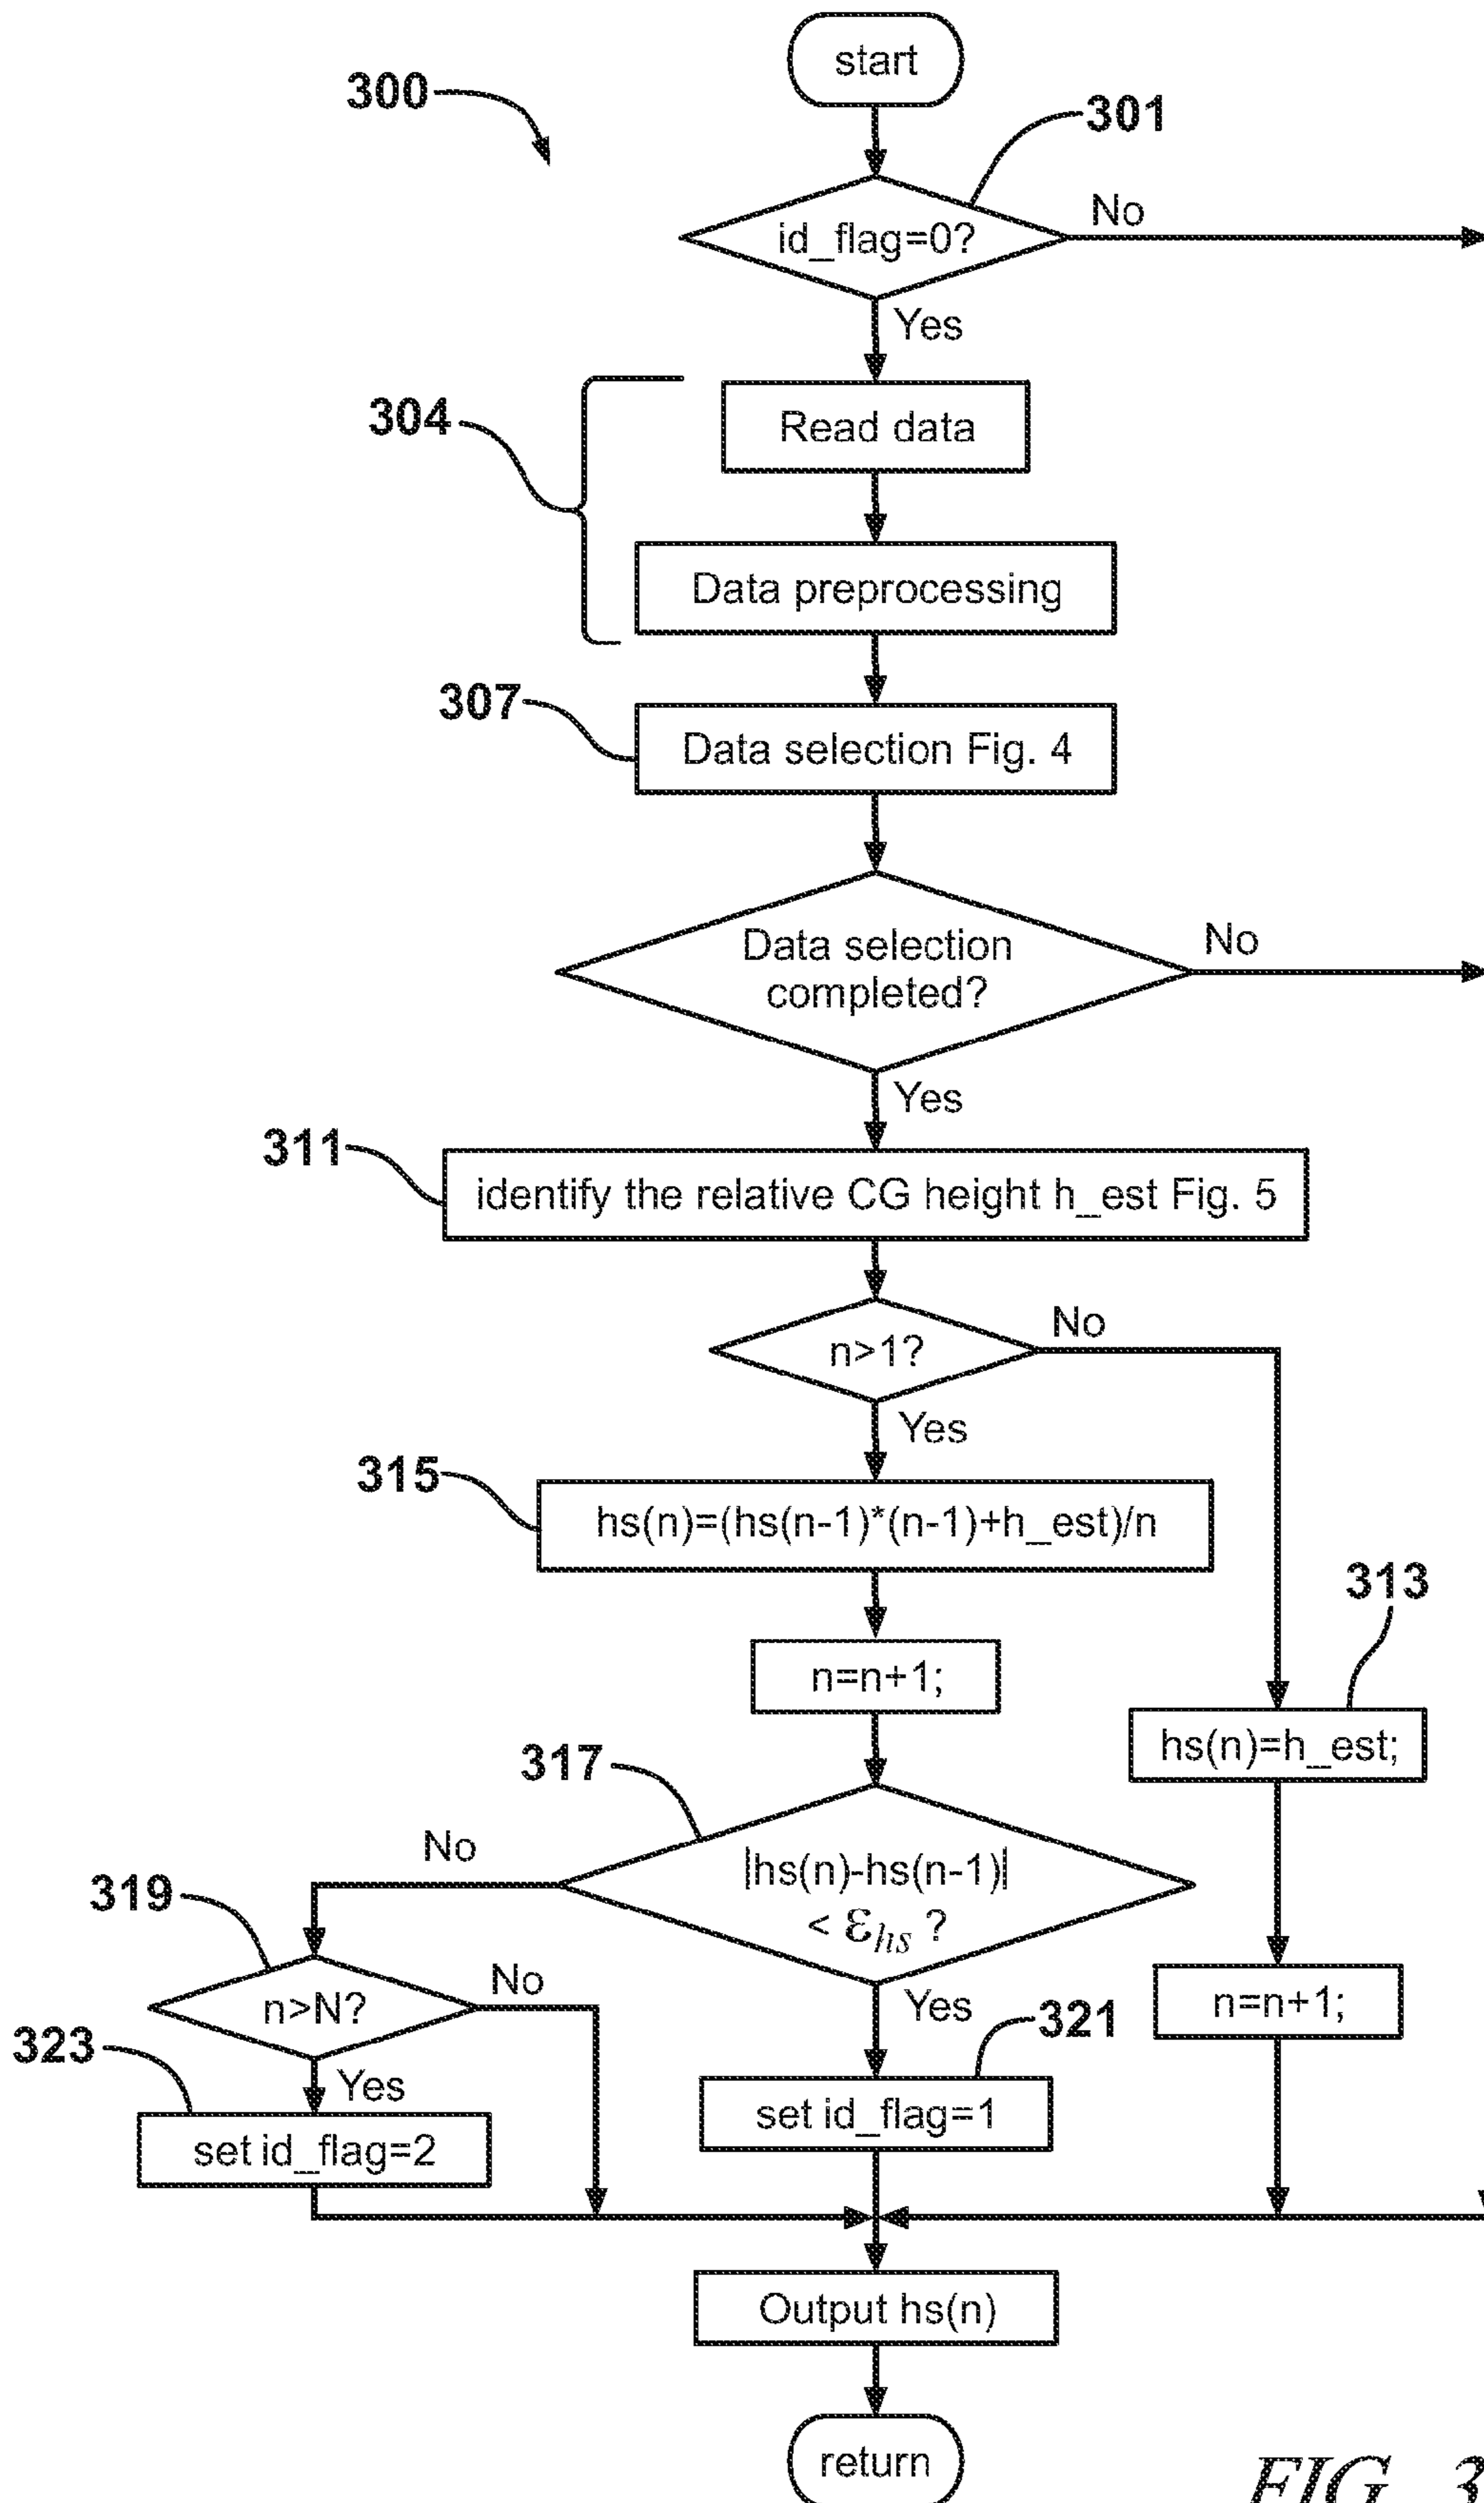 start
300
301
id_flag=0?
No
Yes
304
Read data
Data preprocessing
307
Data selection Fig. 4
Data selection
completed?
No
Yes
311
identify the relative CG height h_est Fig. 5
n>1?
No
Yes
315
hs(n)=(hs(n-1)*(n-1)+h_est)/n
313
n=n+1;
hs(n)=h_est;
317
|hs(n)-hs(n-1)|
< εhs ?
No
319
n>N?
No
Yes
321
n=n+1;
323
Yes
set id_flag=1
set id_flag=2
Output hs(n)
return
FIG. 3